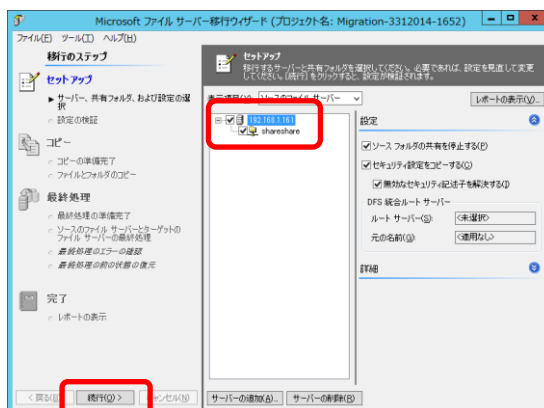 Microsoft ファイル サーバー移行ウィザード (プロジェクト名: Migration-3312014-1652)
ファイル(F) ツール(T) ヘルプ(H)
移行のステップ
セットアップ
サーバー、共有フォルダ、および設定の選択
設定の検証
コピー
コピーの準備完了
ファイルとフォルダのコピー
最終処理
最終処理の準備完了
ソースのファイル サーバーとターゲットの
ファイル サーバーの最終処理
最終処理のエラーの確認
最終処理の前の状態の復元
完了
レポートの表示
< 戻る(B)
続行(O) >
キャンセル(N)
セットアップ
移行するサーバーと共有フォルダを選択してください。必要であれば、設定を見直して変更
してください。[続行] をクリックすると、設定が検証されます。
ソースのファイル サーバー
レポートの表示(V)...
192.168.1.161
shareshare
設定
ソース フォルダの共有を停止する(P)
セキュリティ設定をコピーする(C)
無効なセキュリティ記述子を解決する(I)
DFS 統合ルート サーバー
ルート サーバー(S):
<未選択>
元の名前(G):
<適用なし>
詳細
サーバーの追加(A)...
サーバーの削除(R)